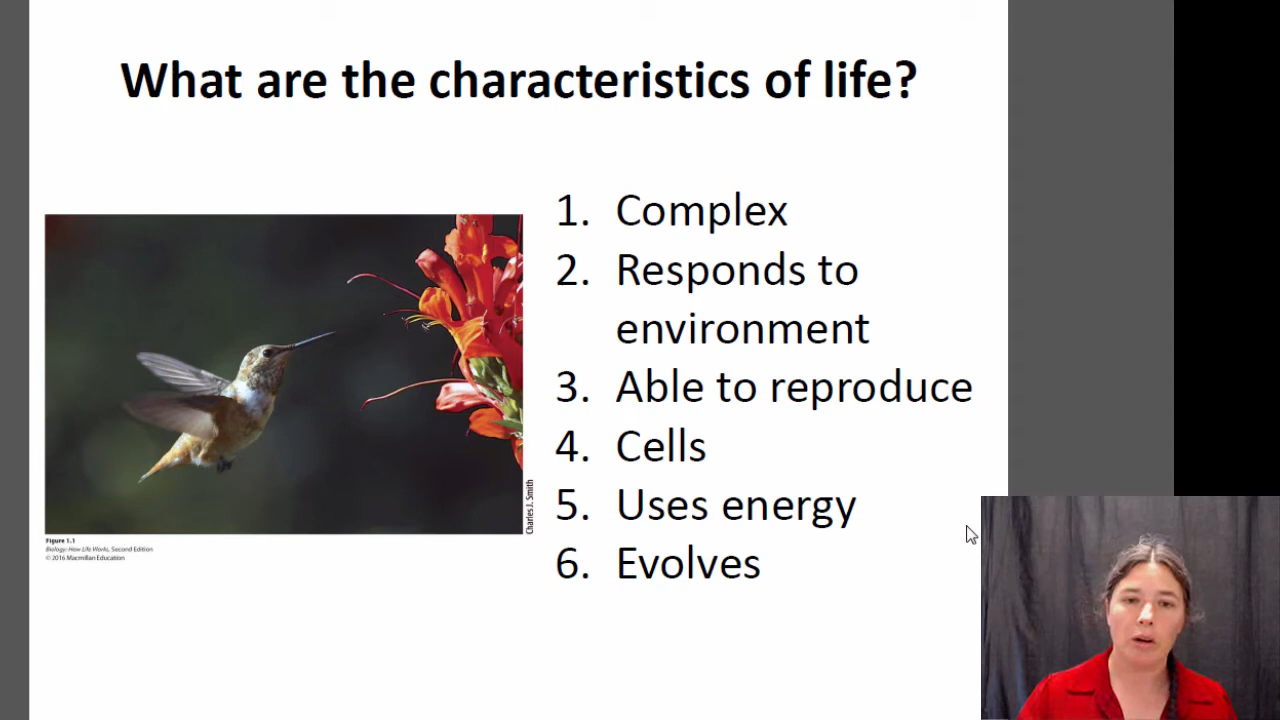 What are the characteristics of life?
1. Complex
2. Responds to
environment
3. Able to reproduce
4. Cells
5. Uses energy
6. Evolves
Charles J. Smith
Figure 1.1
Biology: How Life Works, Second Edition
© 2016 Macmillan Education